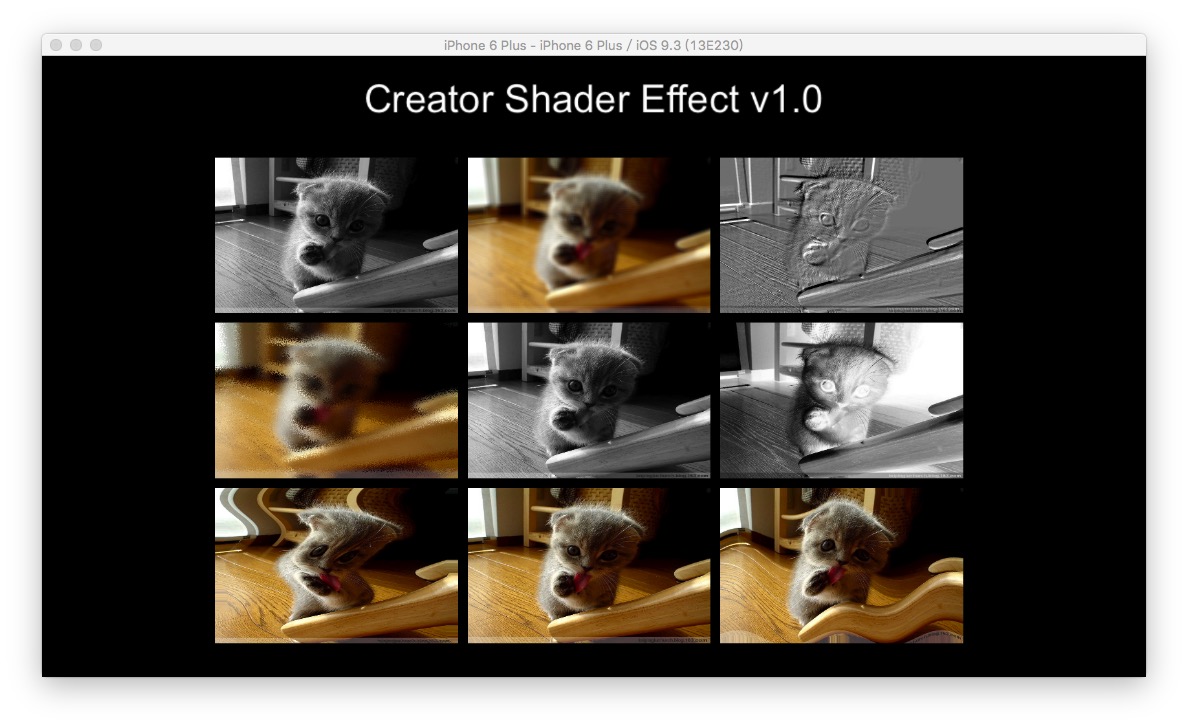 iPhone 6 Plus - iPhone 6 Plus / iOS 9.3 (13E230)
Creator Shader Effect v1.0